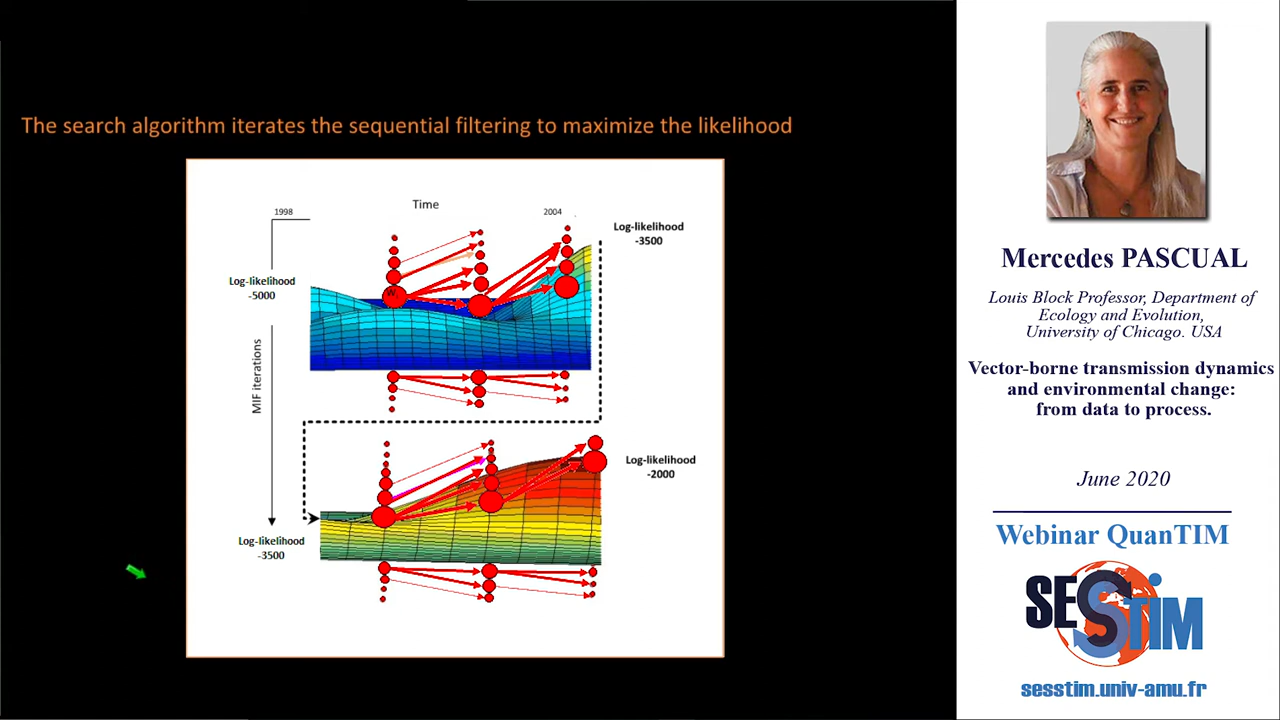 The search algorithm iterates the sequential filtering to maximize the likelihood
Time
1998
2004
Log-likelihood
-3500
Log-likelihood
-5000
MIF iterations
Log-likelihood
-2000
Log-likelihood
-3500
Mercedes PASCUAL
Louis Block Professor, Department of
Ecology and Evolution,
University of Chicago. USA
Vector-borne transmission dynamics
and environmental change:
from data to process.
June 2020
Webinar QuanTIM
SESSTIM
sesstim.univ-amu.fr